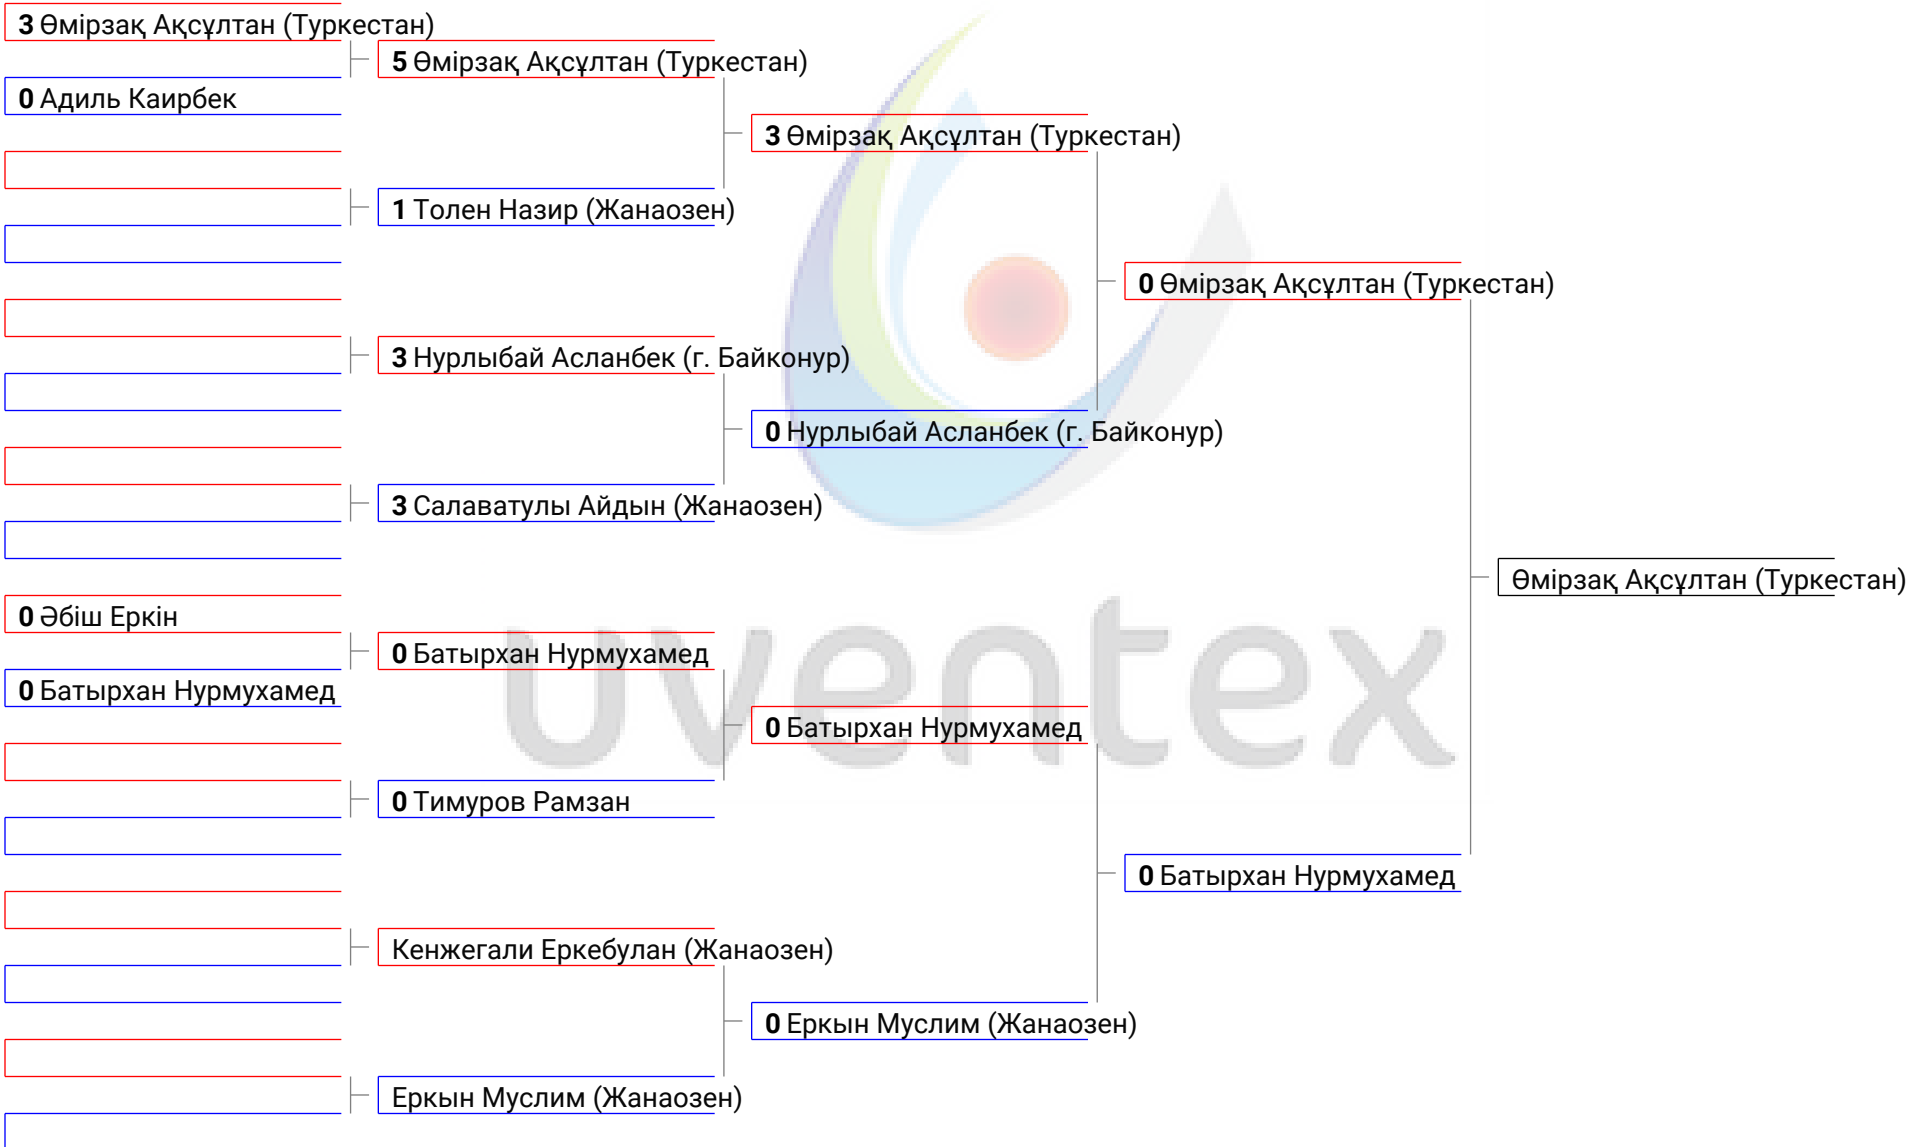 3 Өмірзақ Ақсұлтан (Туркестан)
0 Адиль Каирбек
0 Әбіш Еркін
0 Батырхан Нурмухамед
5 Өмірзақ Ақсұлтан (Туркестан)
1 Толен Назир (Жанаозен)
3 Нурлыбай Асланбек (г. Байконур)
3 Салаватулы Айдын (Жанаозен)
0 Батырхан Нурмухамед
0 Тимуров Рамзан
Кенжегали Еркебулан (Жанаозен)
Еркын Муслим (Жанаозен)
3 Өмірзақ Ақсұлтан (Туркестан)
0 Нурлыбай Асланбек (г. Байконур)
0 Батырхан Нурмухамед
0 Еркын Муслим (Жанаозен)
0 Өмірзақ Ақсұлтан (Туркестан)
0 Батырхан Нурмухамед
Өмірзақ Ақсұлтан (Туркестан)
uventex